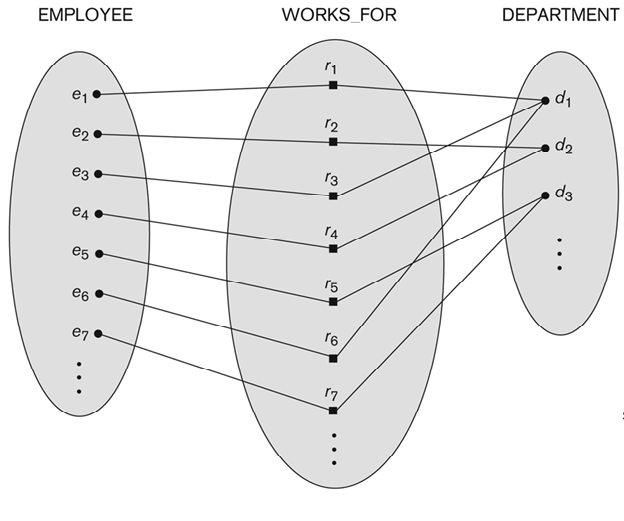 EMPLOYEE WORKS_FOR DEPARTMENT
e1 r1 d1
e2 r2 d2
e3 r3 d3
e4 r4
e5 r5
e6 r6
e7 r7